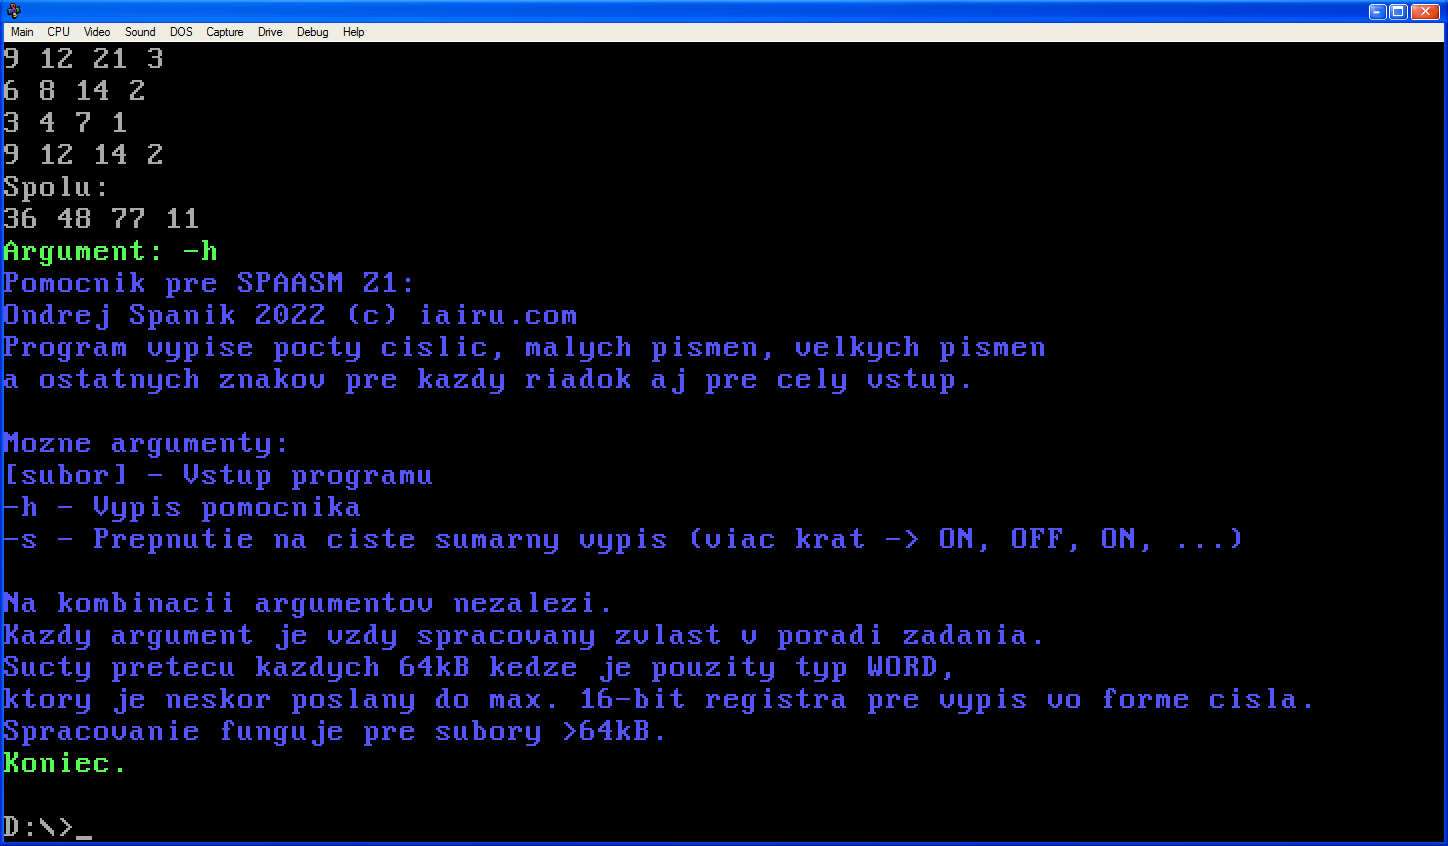 Main CPU Video Sound DOS Capture Drive Debug Help
9 12 21 3
6 8 14 2
3 4 7 1
9 12 14 2
Spolu:
36 48 77 11
Argument: -h
Pomocnik pre SPAASM Z1:
Ondrej Spanik 2022 (c) iairu.com
Program vypise pocty cislic, malych pismen, velkych pismen
a ostatnych znakov pre kazdy riadok aj pre cely vstup.
Mozne argumenty:
[subor] - Vstup programu
-h - Vypis pomocnika
-s - Prepnutie na ciste sumarny vypis (viac krat -> ON, OFF, ON, ...)
Na kombinacii argumentov nezalezi.
Kazdy argument je vzdy spracovany zvlast v poradi zadania.
Sucty pretecu kazdych 64kB kedze je pouzity typ WORD,
ktory je neskor poslany do max. 16-bit registra pre vypis vo forme cisla.
Spracovanie funguje pre subory >64kB.
Koniec.
D:\>_